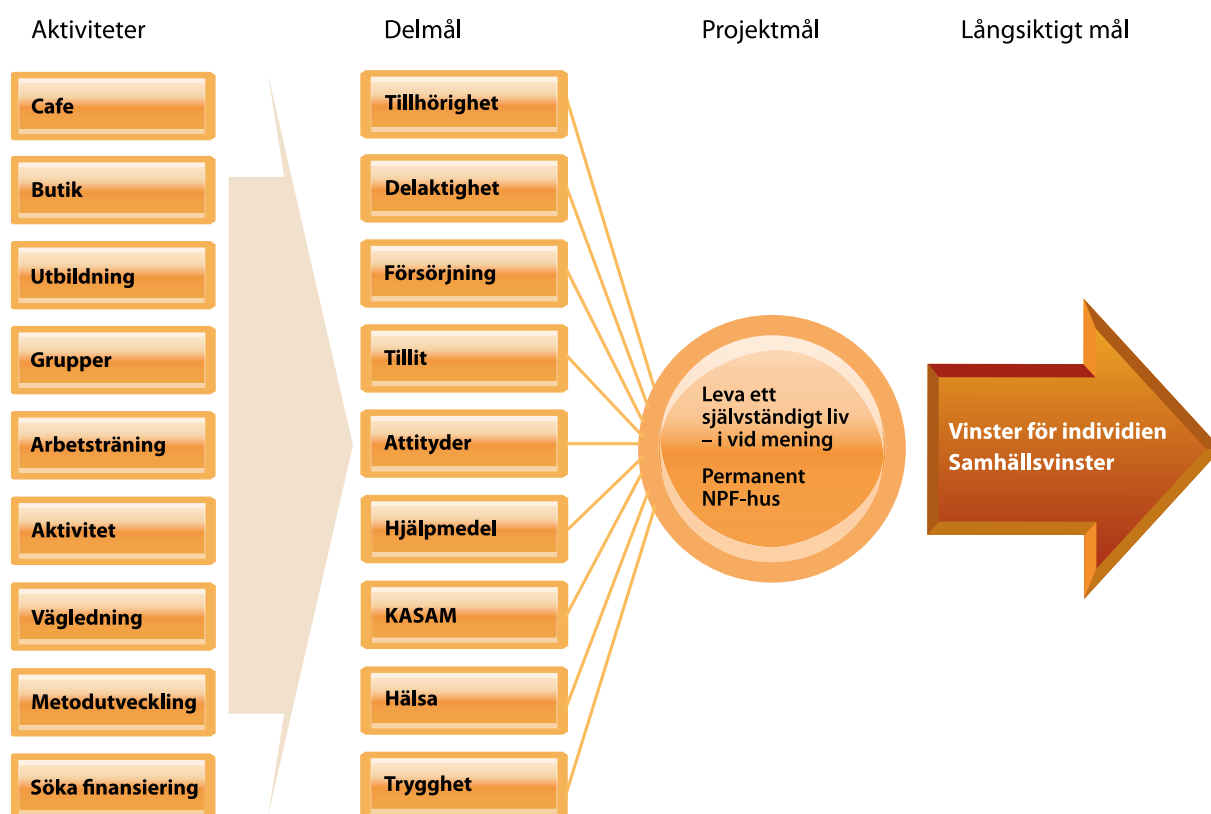 Aktiviteter
Delmål
Projektmål
Långsiktigt mål
Cafe
Butik
Utbildning
Grupper
Arbetsträning
Aktivitet
Vägledning
Metodutveckling
Söka finansiering
Tillhörighet
Delaktighet
Försörjning
Tillit
Attityder
Hjälpmedel
KASAM
Hälsa
Trygghet
Leva ett
självständigt liv
– i vid mening
Permanent
NPF-hus
Vinster för individien
Samhällsvinster